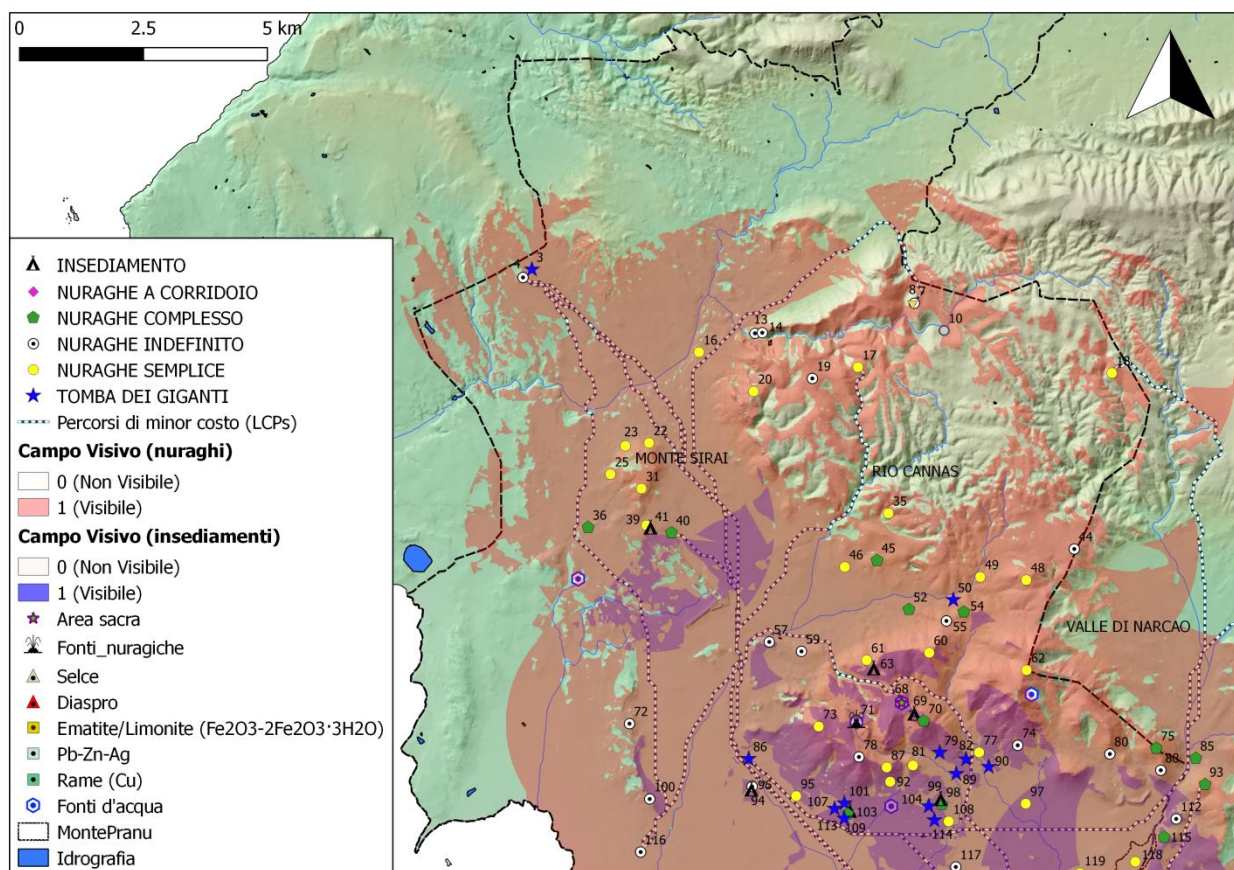 0 2.5 5 km
INSEDIAMENTO
NURAGHE A CORRIDOIO
NURAGHE COMPLESSO
NURAGHE INDEFINITO
NURAGHE SEMPLICE
TOMBA DEI GIGANTI
Percorsi di minor costo (LCPs)
Campo Visivo (nuraghi)
0 (Non Visibile)
1 (Visibile)
Campo Visivo (insediamenti)
0 (Non Visibile)
1 (Visibile)
Area sacra
Fonti_nuragiche
Selce
Diaspro
Ematite/Limonite (Fe2O3-2Fe2O3·3H2O)
Pb-Zn-Ag
Rame (Cu)
Fonti d'acqua
MontePranu
Idrografia
3
4
8 7
10
13 14
16
17
18
19
20
23 22
MONTE SIRAI
25
31
RIO CANNAS
35
36
39 41 40
44
46 45
49 48
50
52 54
55
57 59
VALLE DI NARCAO
60
61
63
62
68
69
70
71
72
73
74
75
77
78
79 82
80
81
85
86
87
88
89
90
92
93
94
95
96
97
98
99
100
101
103
104
107
108
109
112
113
114
115
116
117
118
119